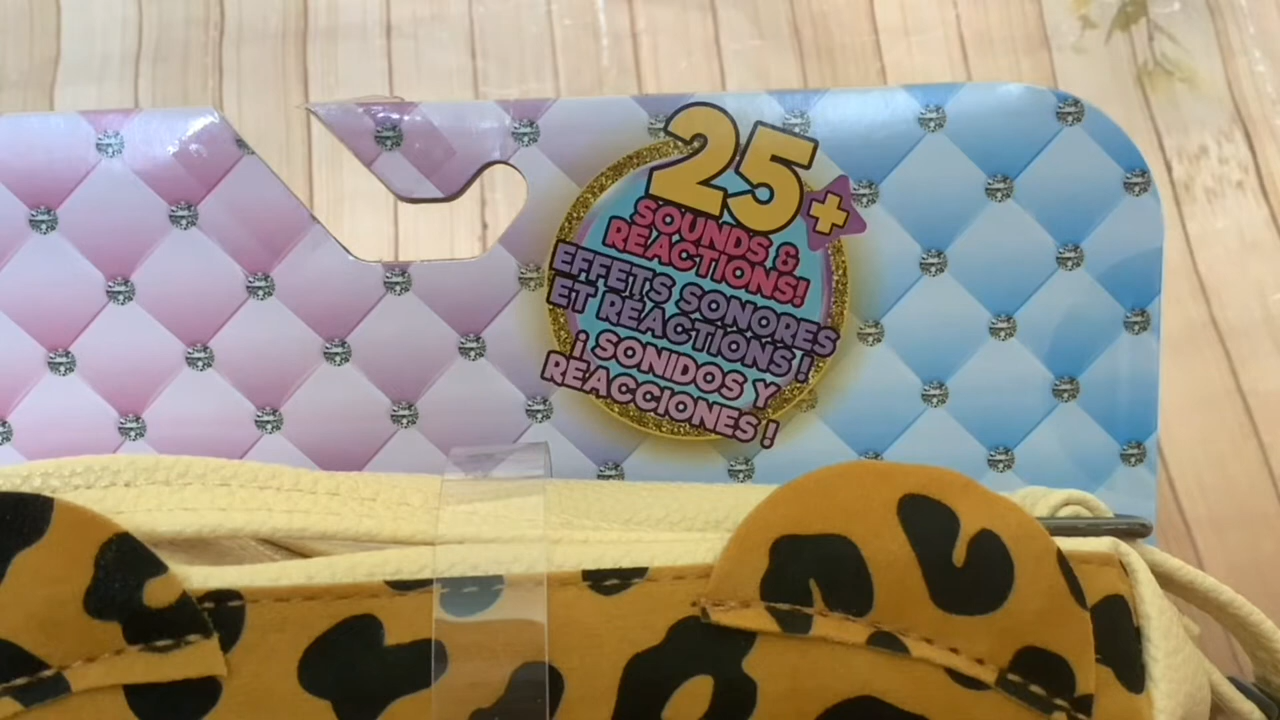 25+
SOUNDS &
REACTIONS!
EFFETS SONORES
ET RÉACTIONS !
¡ SONIDOS Y
REACCIONES !